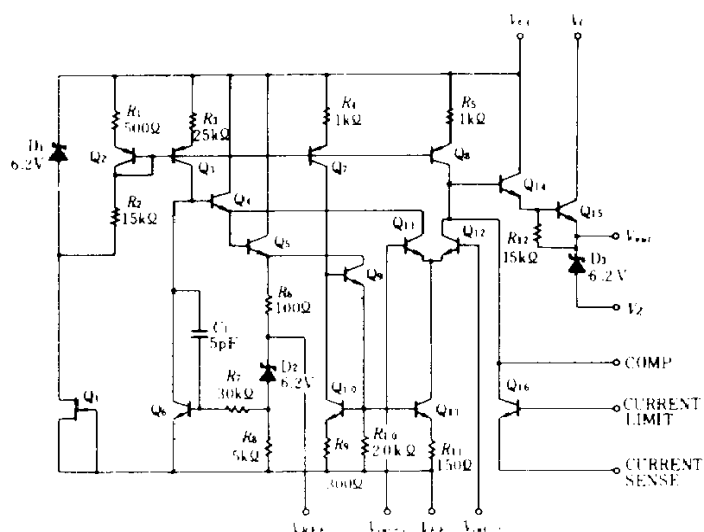 R1
500Ω
R3
25kΩ
R4
1kΩ
R5
1kΩ
D1
6.2V
Q2
Q3
Q7
Q8
Q14
Q15
R2
15kΩ
Q4
Q5
Q11
Q12
Q9
R12
15kΩ
D3
6.2V
Vout
VZ
R6
100Ω
C1
5pF
D2
6.2V
R7
30kΩ
COMP
Q1
Q6
Q10
Q11
Q16
CURRENT
LIMIT
R8
5kΩ
R9
300Ω
R10
20kΩ
R11
150Ω
CURRENT
SENSE